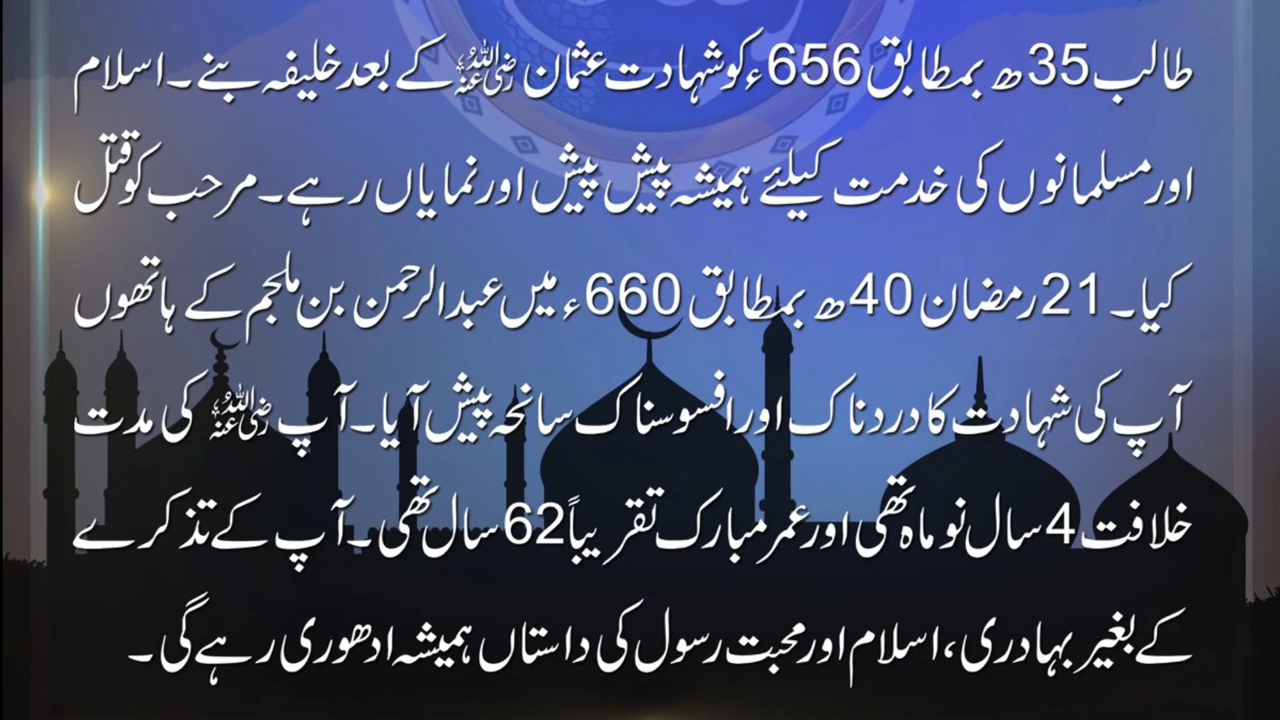 طالب 35ھ بمطابق 656ء کو شہادت عثمان رضی اللہ عنہ کے بعد خلیفہ بنے۔ اسلام
اور مسلمانوں کی خدمت کیلئے ہمیشہ پیش پیش اور نمایاں رہے۔ مرحب کو قتل
کیا۔ 21 رمضان 40ھ بمطابق 660ء میں عبدالرحمن بن ملجم کے ہاتھوں
آپ کی شہادت کا دردناک اور افسوسناک سانحہ پیش آیا۔ آپ رضی اللہ عنہ کی مدت
خلافت 4 سال نو ماہ تھی اور عمر مبارک تقریباً 62 سال تھی۔ آپ کے تذکرے
کے بغیر بہادری، اسلام اور محبت رسول کی داستاں ہمیشہ ادھوری رہے گی۔